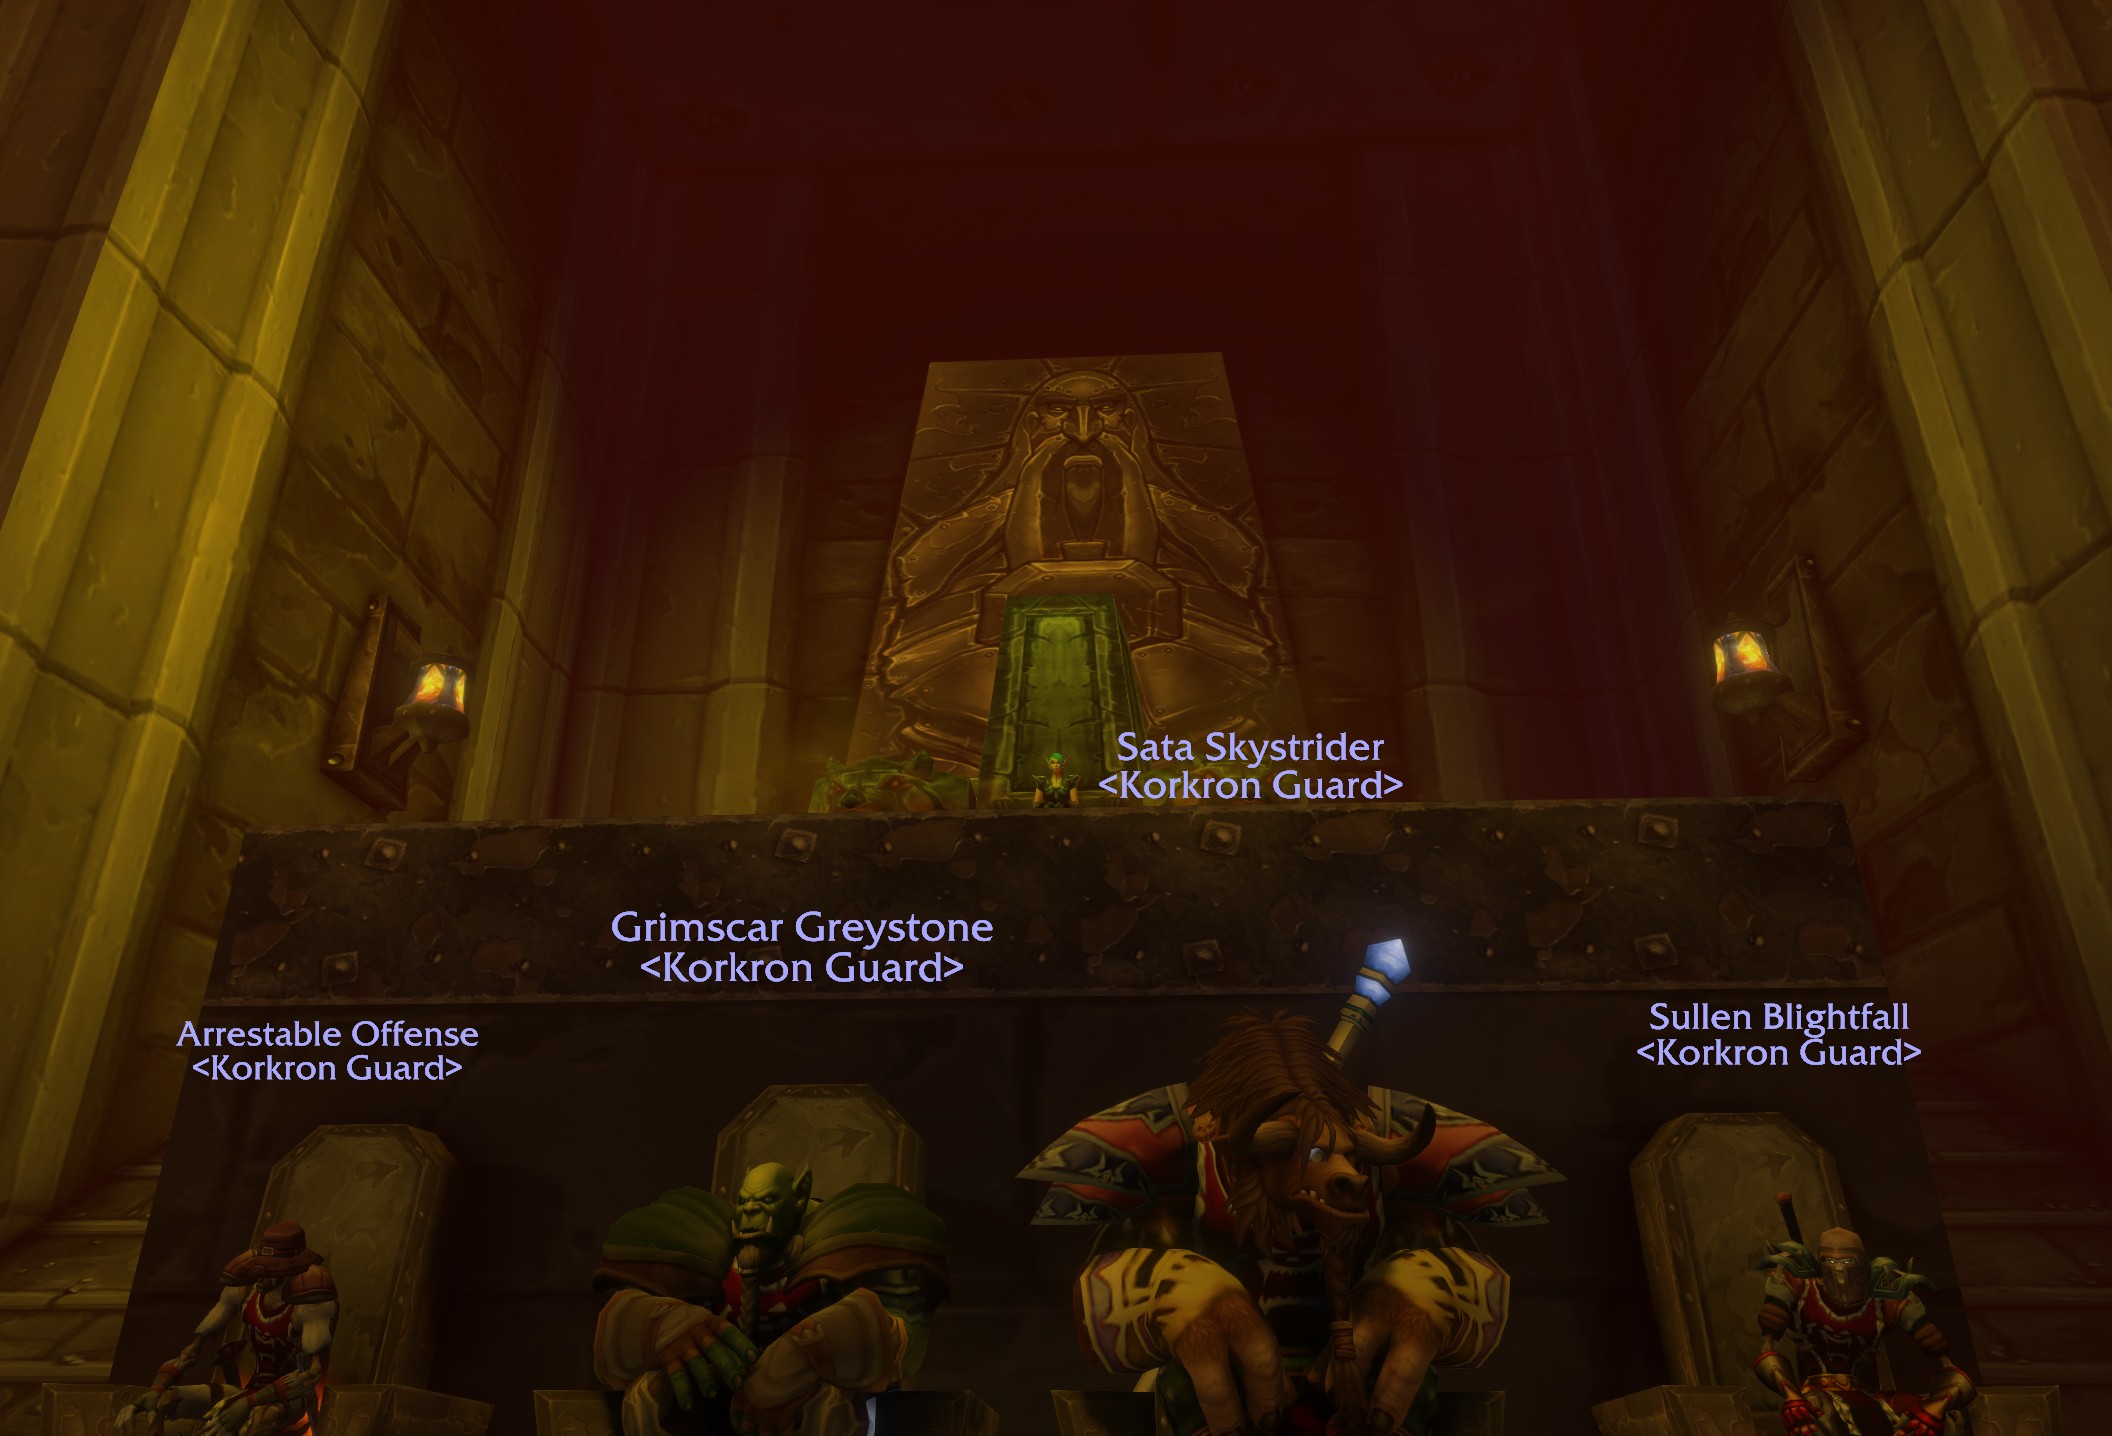 Sata Skystrider
<Korkron Guard>
Grimscar Greystone
<Korkron Guard>
Arrestable Offense
<Korkron Guard>
Sullen Blightfall
<Korkron Guard>